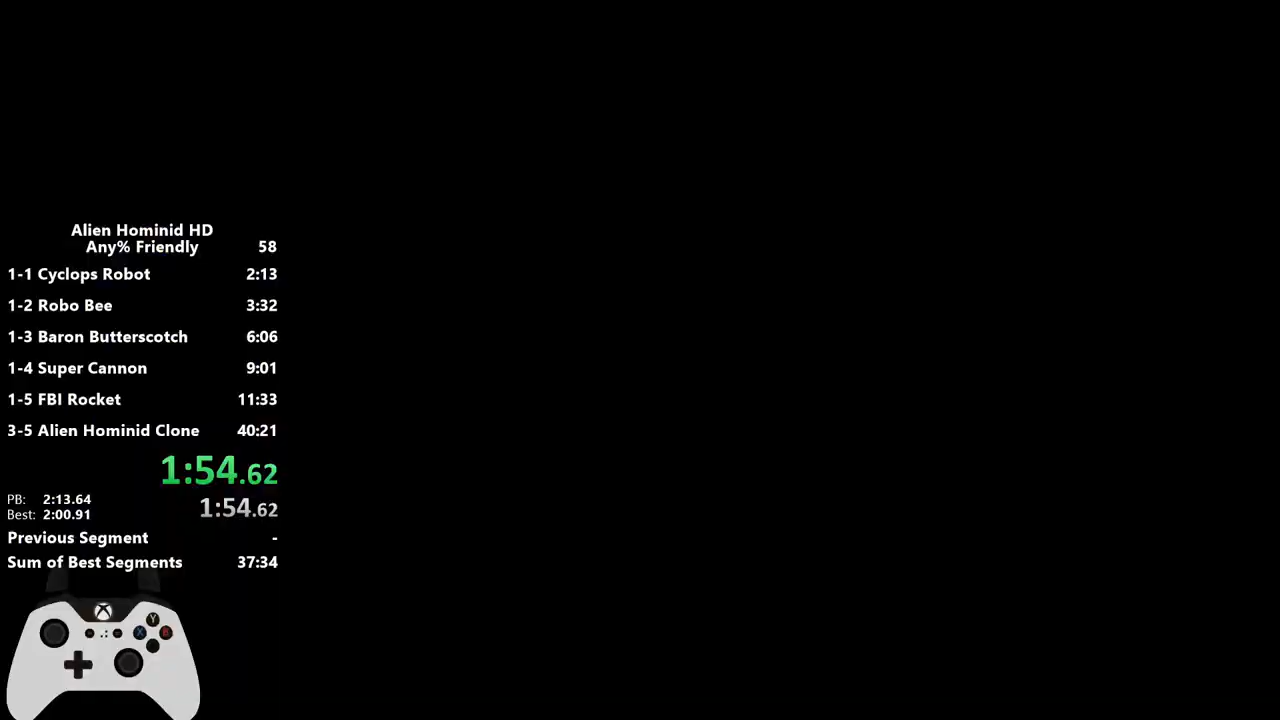 Alien Hominid HD
Any% Friendly 58
1-1 Cyclops Robot 2:13
1-2 Robo Bee 3:32
1-3 Baron Butterscotch 6:06
1-4 Super Cannon 9:01
1-5 FBI Rocket 11:33
3-5 Alien Hominid Clone 40:21
1:54.62
PB: 2:13.64
Best: 2:00.91
1:54.62
Previous Segment -
Sum of Best Segments 37:34
Y
X B